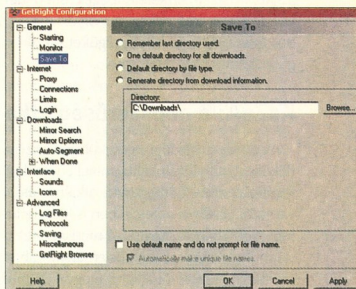 GetRight Configuration
General
Starting
Monitor
Save To
Internet
Proxy
Connections
Limits
Login
Downloads
Mirror Search
Mirror Options
Auto-Segment
When Done
Interface
Sounds
Icons
Advanced
Log Files
Protocols
Saving
Miscellaneous
GetRight Browser
Save To
Remember last directory used.
One default directory for all downloads.
Default directory by file type.
Generate directory from download information.
Directory:
C:\Downloads\
Browse...
Use default name and do not prompt for file name.
Automatically make unique file names.
Help
OK
Cancel
Apply